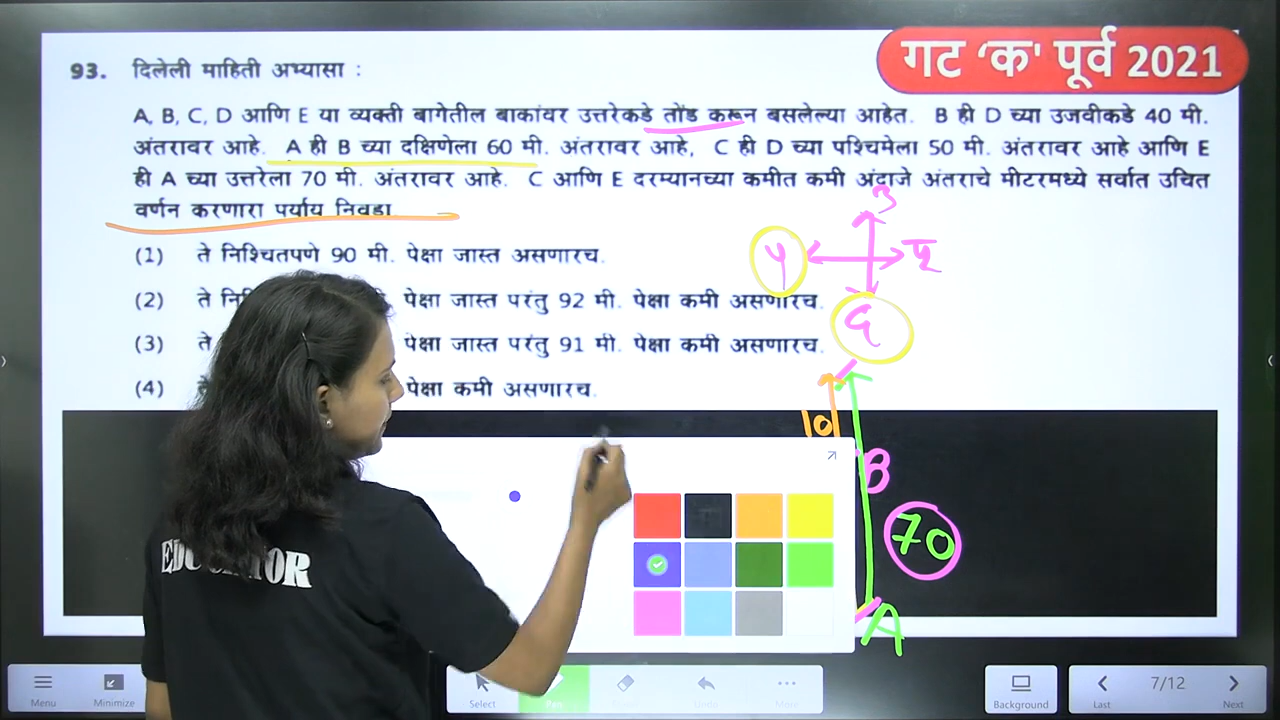 गट ‘क' पूर्व 2021
93. दिलेली माहिती अभ्यासा :
A, B, C, D आणि E या व्यक्ती बागेतील बाकांवर उत्तरेकडे तोंड करून बसलेल्या आहेत. B ही D च्या उजवीकडे 40 मी.
अंतरावर आहे. A ही B च्या दक्षिणेला 60 मी. अंतरावर आहे, C ही D च्या पश्चिमेला 50 मी. अंतरावर आहे आणि E
ही A च्या उत्तरेला 70 मी. अंतरावर आहे. C आणि E दरम्यानच्या कमीत कमी अंदाजे अंतराचे मीटरमध्ये सर्वात उचित
वर्णन करणारा पर्याय निवडा
उ
प पू
द
(1) ते निश्चितपणे 90 मी. पेक्षा जास्त असणारच.
(2) ते पेक्षा जास्त परंतु 92 मी. पेक्षा कमी असणारच.
(3) ते पेक्षा जास्त परंतु 91 मी. पेक्षा कमी असणारच.
(4) पेक्षा कमी असणारच.
10
B
70
A
EDUCATOR
Menu Minimize Select Pen Undo More Background Last 7/12 Next